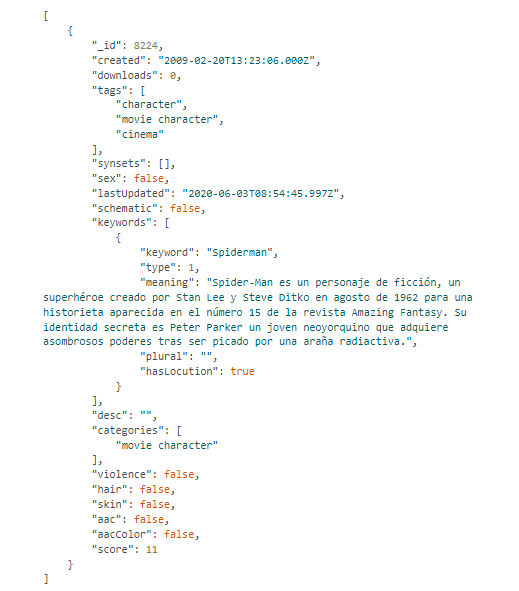 [
    {
        "_id": 8224,
        "created": "2009-02-20T13:23:06.000Z",
        "downloads": 0,
        "tags": [
            "character",
            "movie character",
            "cinema"
        ],
        "synsets": [],
        "sex": false,
        "lastUpdated": "2020-06-03T08:54:45.997Z",
        "schematic": false,
        "keywords": [
            {
                "keyword": "Spiderman",
                "type": 1,
                "meaning": "Spider-Man es un personaje de ficción, un
superhéroe creado por Stan Lee y Steve Ditko en agosto de 1962 para una
historieta aparecida en el número 15 de la revista Amazing Fantasy. Su
identidad secreta es Peter Parker un joven neoyorquino que adquiere
asombrosos poderes tras ser picado por una araña radiactiva.",
                "plural": "",
                "hasLocution": true
            }
        ],
        "desc": "",
        "categories": [
            "movie character"
        ],
        "violence": false,
        "hair": false,
        "skin": false,
        "aac": false,
        "aacColor": false,
        "score": 11
    }
]